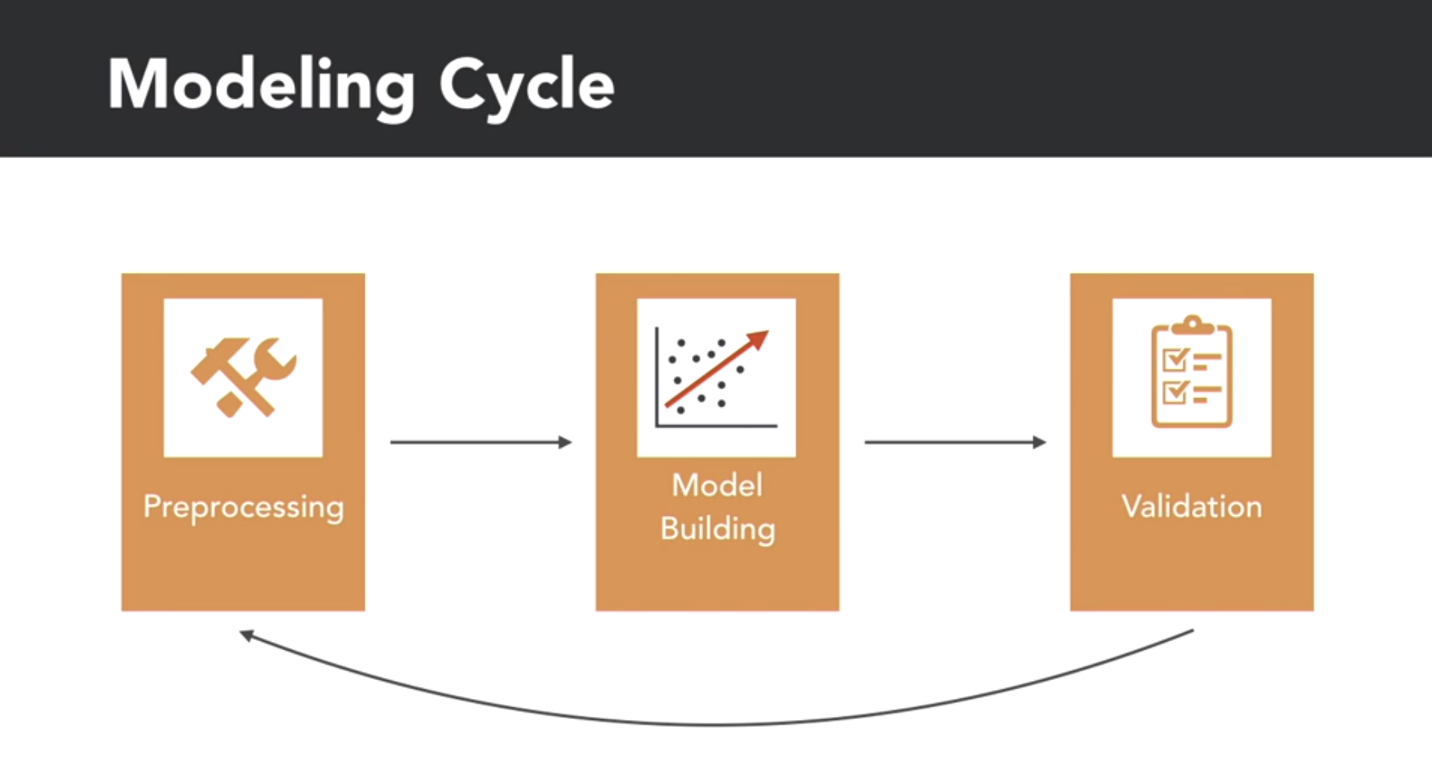 Modeling Cycle
Preprocessing
Model
Building
Validation